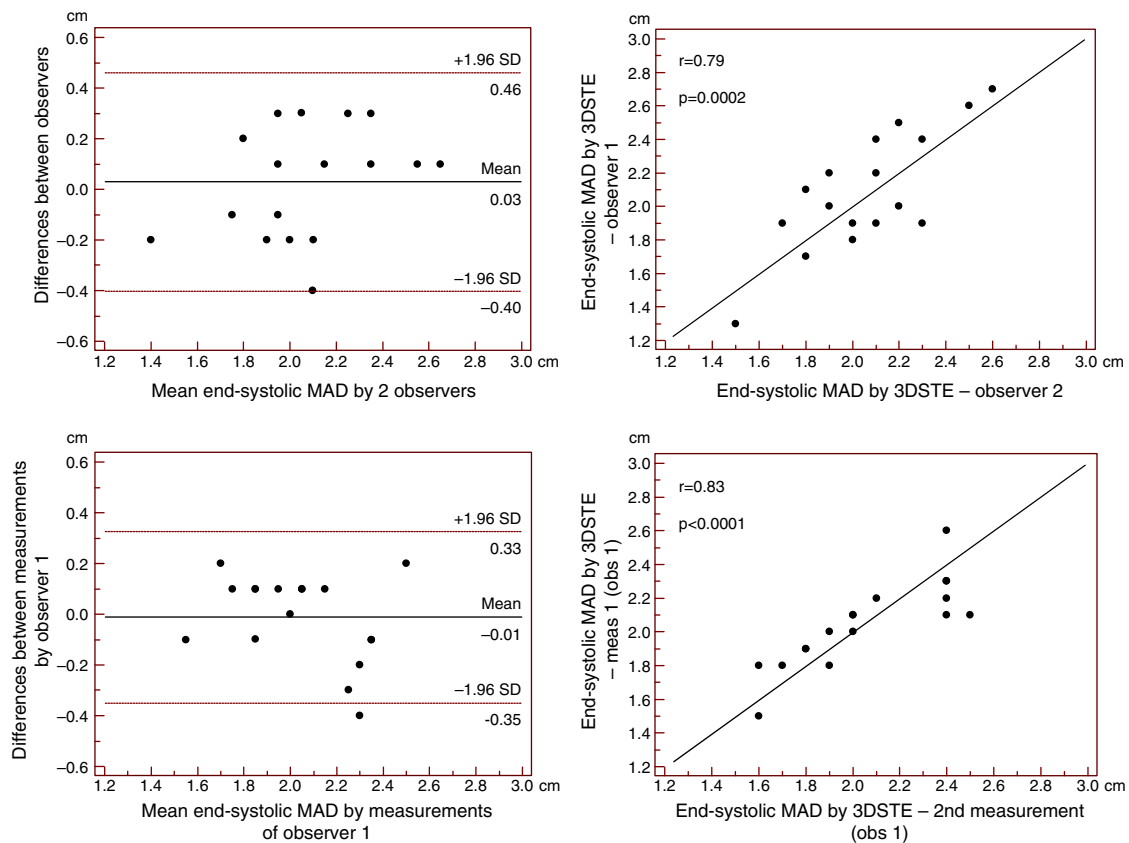 cm
0.6
0.4
0.2
0.0
–0.2
–0.4
–0.6
Differences between observers
+1.96 SD
0.46
Mean
0.03
–1.96 SD
–0.40
1.2 1.4 1.6 1.8 2.0 2.2 2.4 2.6 2.8 3.0 cm
Mean end-systolic MAD by 2 observers
cm
3.0
2.8
2.6
2.4
2.2
2.0
1.8
1.6
1.4
1.2
End-systolic MAD by 3DSTE
– observer 1
r=0.79
p=0.0002
1.2 1.4 1.6 1.8 2.0 2.2 2.4 2.6 2.8 3.0 cm
End-systolic MAD by 3DSTE – observer 2
cm
0.6
0.4
0.2
0.0
–0.2
–0.4
–0.6
Differences between measurements
by observer 1
+1.96 SD
0.33
Mean
–0.01
–1.96 SD
-0.35
1.2 1.4 1.6 1.8 2.0 2.2 2.4 2.6 2.8 3.0 cm
Mean end-systolic MAD by measurements
of observer 1
cm
3.0
2.8
2.6
2.4
2.2
2.0
1.8
1.6
1.4
1.2
End-systolic MAD by 3DSTE
– meas 1 (obs 1)
r=0.83
p<0.0001
1.2 1.4 1.6 1.8 2.0 2.2 2.4 2.6 2.8 3.0 cm
End-systolic MAD by 3DSTE – 2nd measurement
(obs 1)